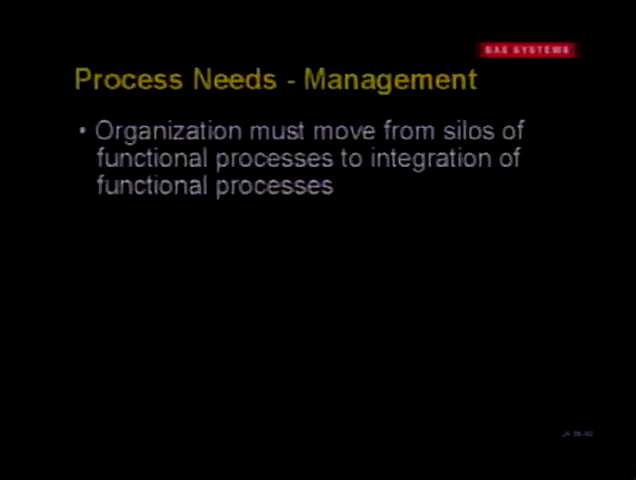 BAE SYSTEMS
Process Needs - Management
• Organization must move from silos of
functional processes to integration of
functional processes